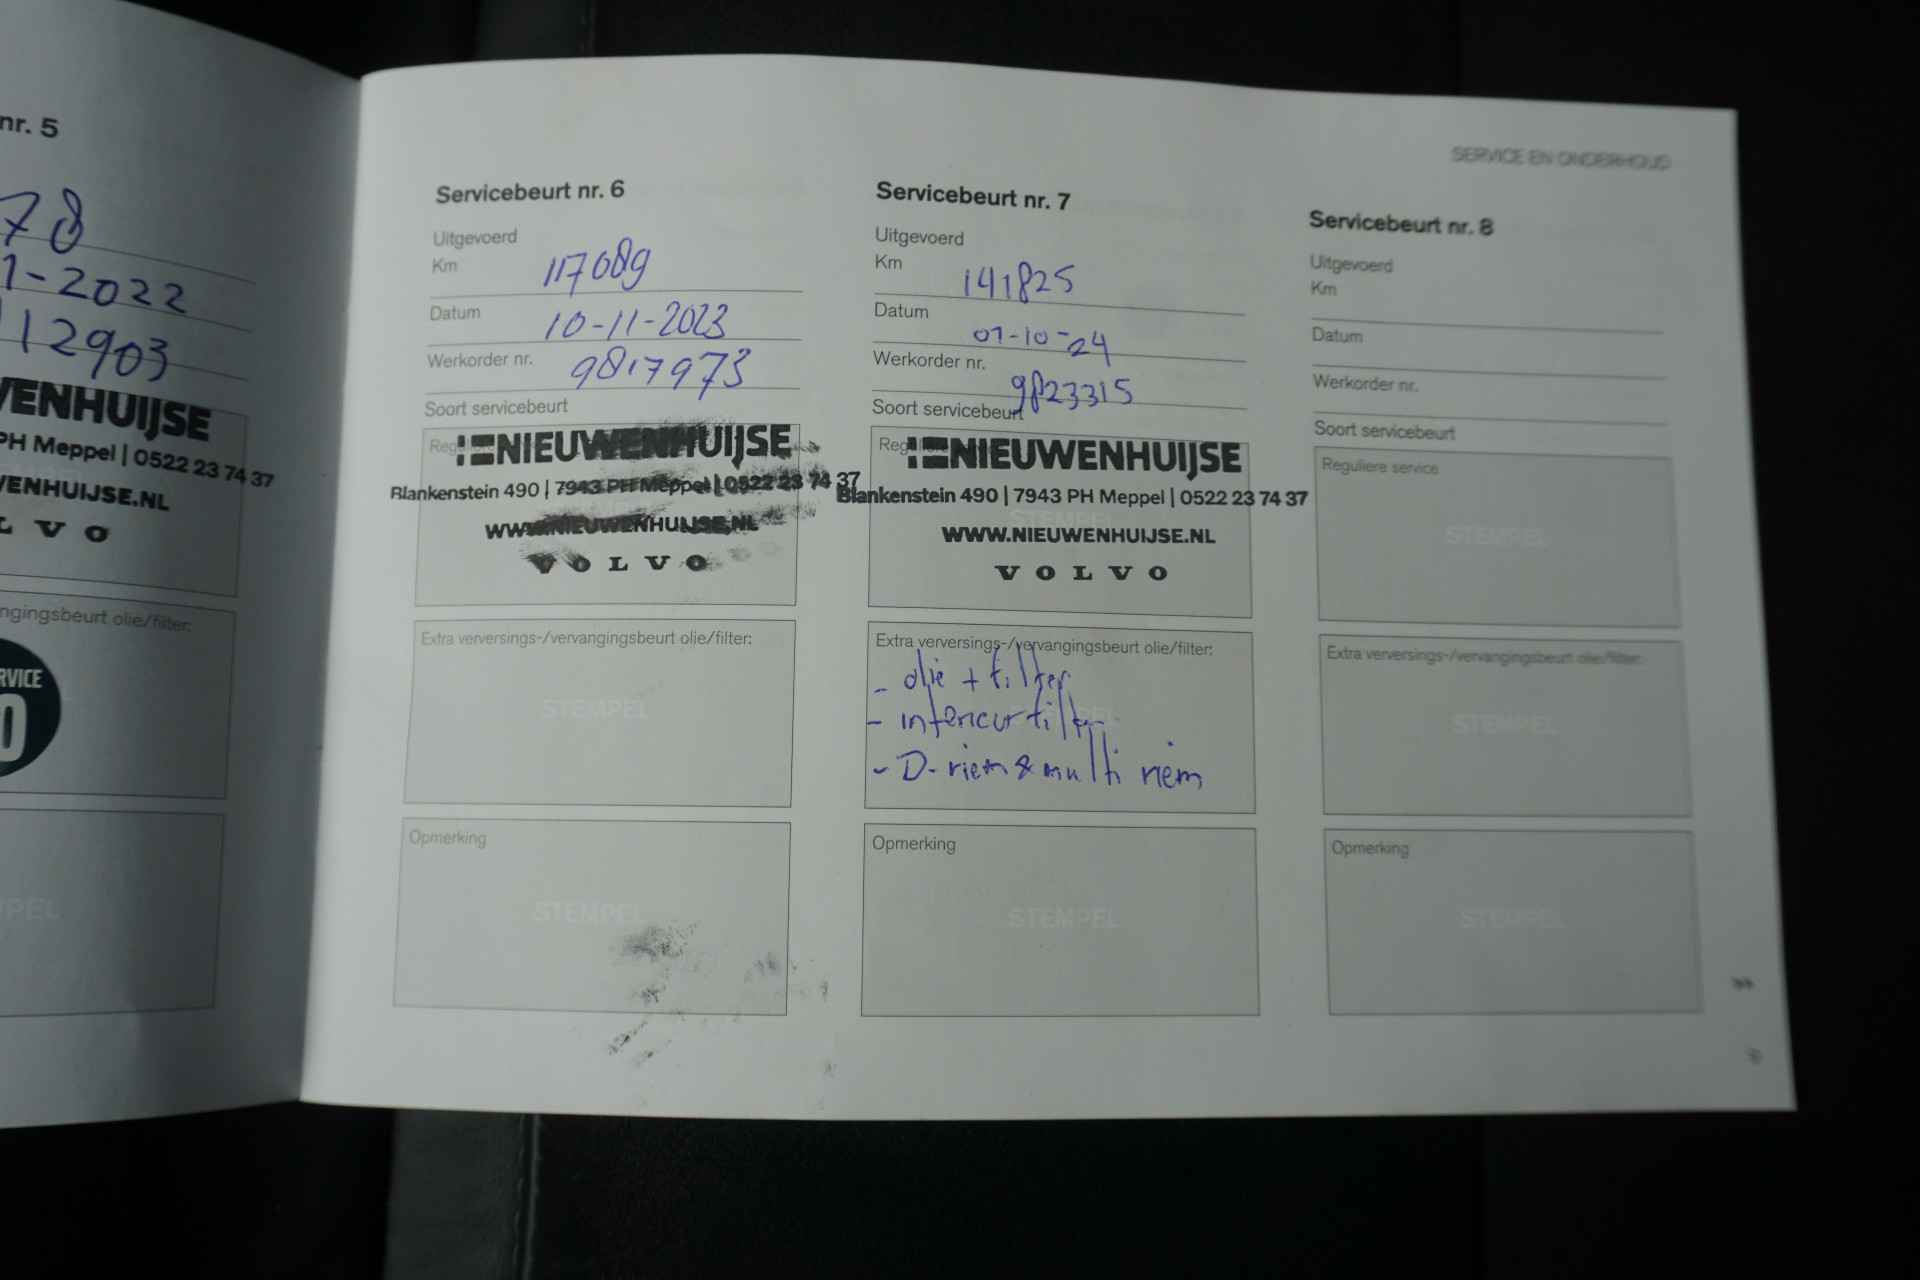 nr. 5
78
1-2022
112903
VENHUIJSE
PH Meppel | 0522 23 74 37
VENHUIJSE.NL
L V O
ngingsbeurt olie/filter:
RVICE
0
PEL
SERVICE EN ONDERHOUD
Servicebeurt nr. 6
Uitgevoerd
Km 117089
Datum 10-11-2023
Werkorder nr. 9817973
Soort servicebeurt
NIEUWENHUIJSE
Blankenstein 490 | 7943 PH Meppel | 0522 23 74 37
WWW.NIEUWENHUIJSE.NL
VOLVO
Extra verversings-/vervangingsbeurt olie/filter:
STEMPEL
Opmerking
STEMPEL
Servicebeurt nr. 7
Uitgevoerd
Km 141825
Datum 01-10-24
Werkorder nr. 9823315
Soort servicebeurt
NIEUWENHUIJSE
Blankenstein 490 | 7943 PH Meppel | 0522 23 74 37
STEMPEL
WWW.NIEUWENHUIJSE.NL
VOLVO
Extra verversings-/vervangingsbeurt olie/filter:
- olie + filter
- intericurfilter
- D-riem & multi riem
Opmerking
STEMPEL
Servicebeurt nr. 8
Uitgevoerd
Km
Datum
Werkorder nr.
Soort servicebeurt
Reguliere service
STEMPEL
Extra verversings-/vervangingsbeurt olie/filter:
STEMPEL
Opmerking
STEMPEL